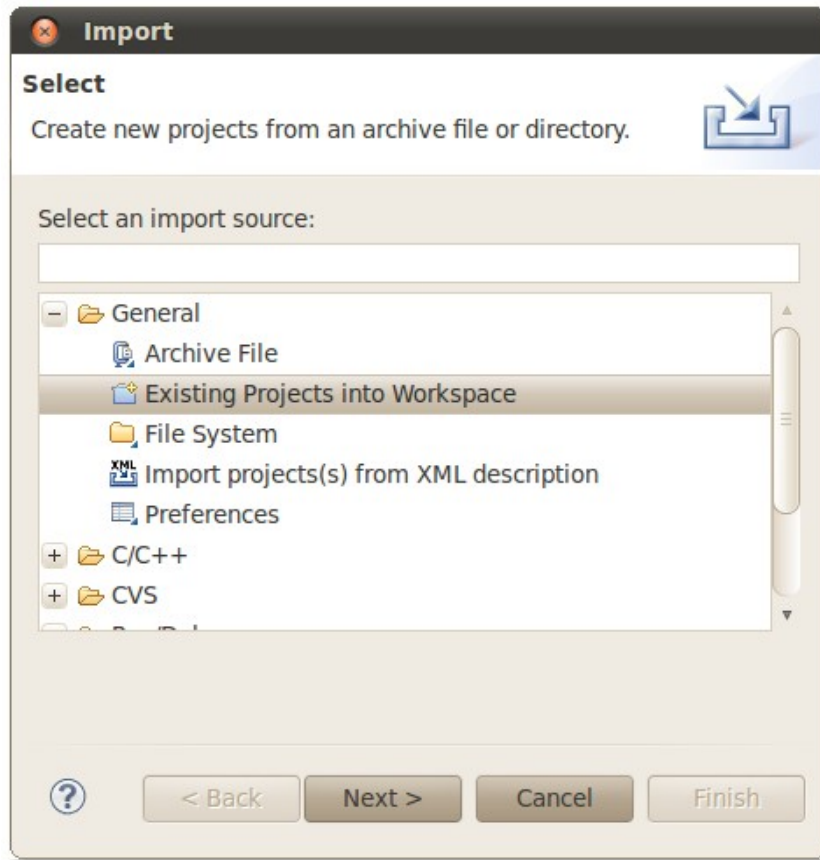 Import
Select
Create new projects from an archive file or directory.
Select an import source:
General
Archive File
Existing Projects into Workspace
File System
XML
Import projects(s) from XML description
Preferences
C/C++
CVS
?
< Back
Next >
Cancel
Finish